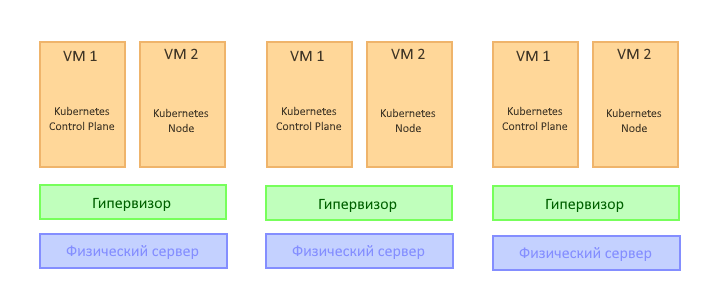 VM 1
Kubernetes
Control Plane
VM 2
Kubernetes
Node
VM 1
Kubernetes
Control Plane
VM 2
Kubernetes
Node
VM 1
Kubernetes
Control Plane
VM 2
Kubernetes
Node
Гипервизор
Гипервизор
Гипервизор
Физический сервер
Физический сервер
Физический сервер